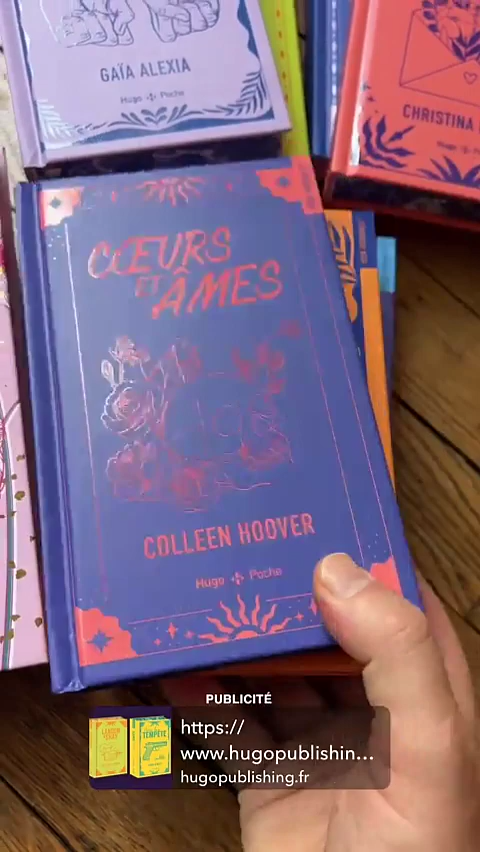 GAÏA ALEXIA
Hugo Poche
CHRISTINA
CŒURS
ET
ÂMES
COLLEEN HOOVER
Hugo Poche
PUBLICITÉ
https://
www.hugopublishin...
hugopublishing.fr